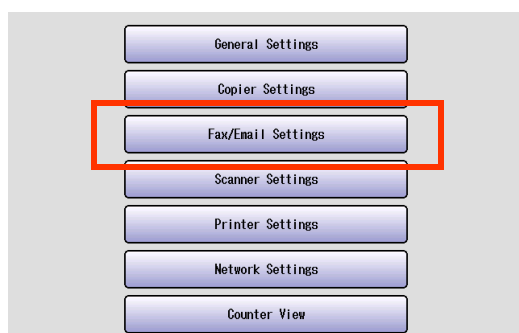 General Settings
Copier Settings
Fax/Email Settings
Scanner Settings
Printer Settings
Network Settings
Counter View